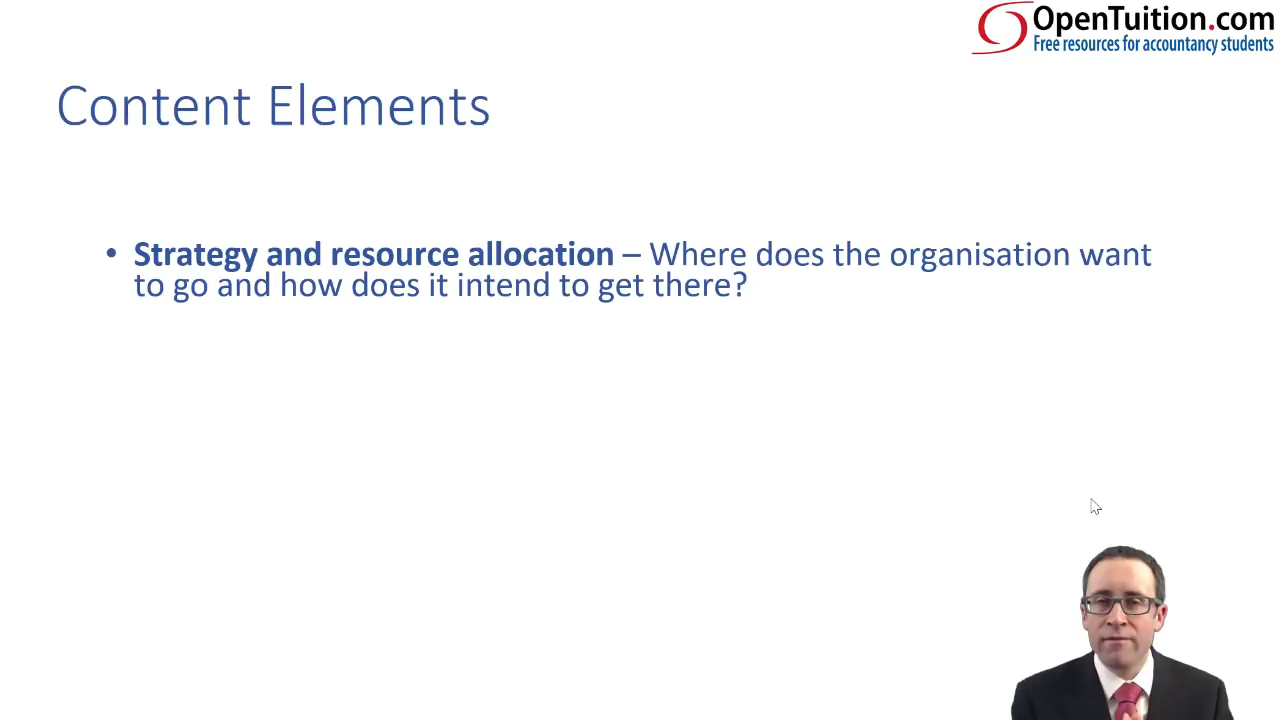 OpenTuition.com
Free resources for accountancy students
Content Elements
• Strategy and resource allocation – Where does the organisation want
to go and how does it intend to get there?